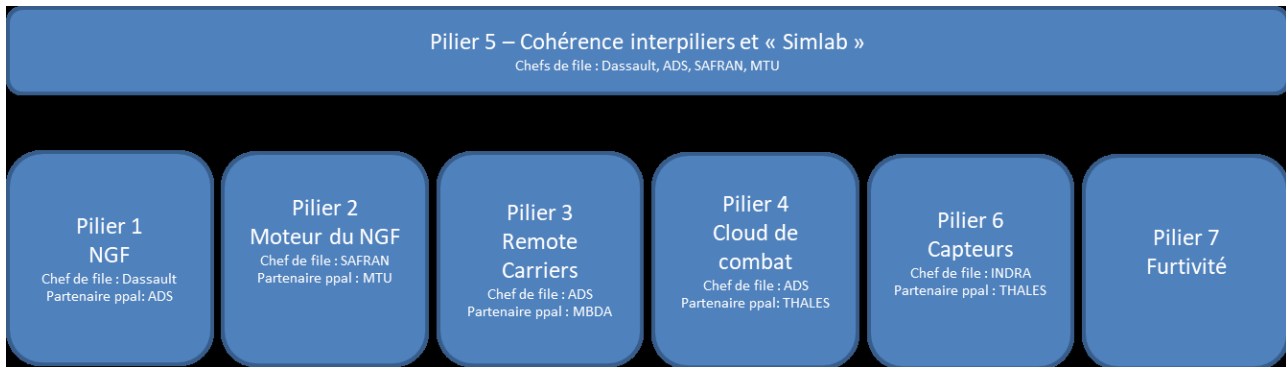 Pilier 5 – Cohérence interpiliers et « Simlab »
Chefs de file : Dassault, ADS, SAFRAN, MTU
Pilier 1
NGF
Chef de file : Dassault
Partenaire ppal: ADS
Pilier 2
Moteur du NGF
Chef de file : SAFRAN
Partenaire ppal : MTU
Pilier 3
Remote
Carriers
Chef de file : ADS
Partenaire ppal : MBDA
Pilier 4
Cloud de
combat
Chef de file : ADS
Partenaire ppal: THALES
Pilier 6
Capteurs
Chef de file : INDRA
Partenaire ppal : THALES
Pilier 7
Furtivité